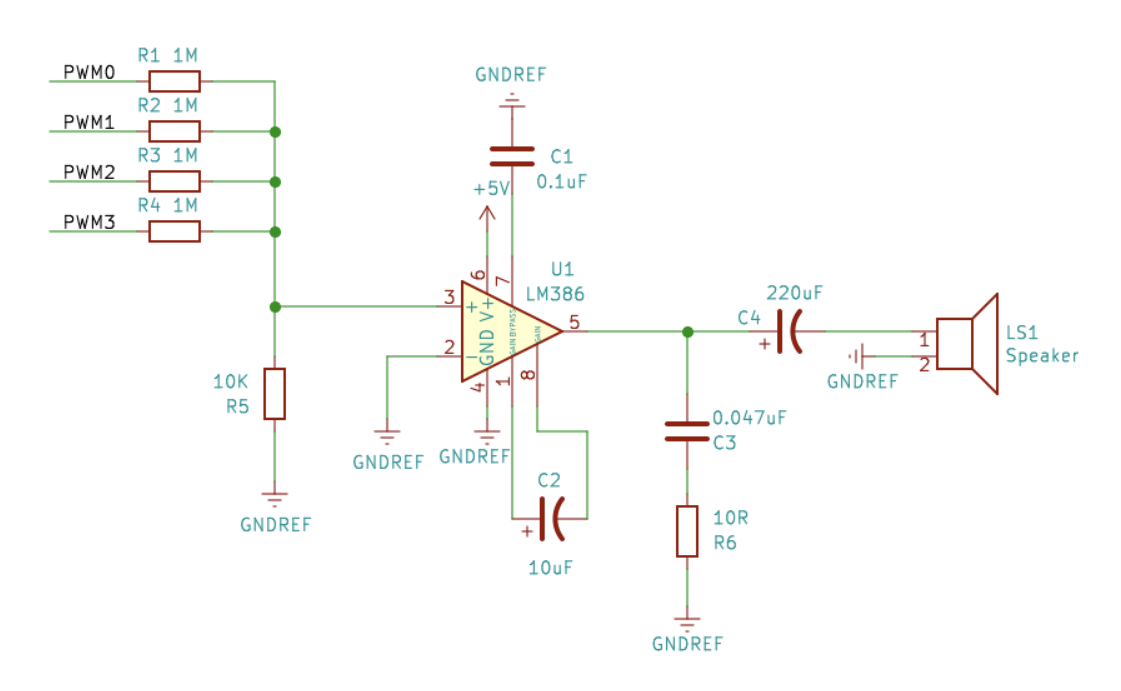 R1 1M
PWM0
R2 1M
PWM1
R3 1M
PWM2
R4 1M
PWM3
10K
R5
GNDREF
GNDREF
C1
0.1uF
+5V
U1
LM386
6
7
3
+
V+
BYPASS
GAIN
GAIN
5
2
-
GND
4
1
8
GNDREF
GNDREF
C2
+
10uF
220uF
C4
+
1
2
LS1
Speaker
GNDREF
0.047uF
C3
10R
R6
GNDREF